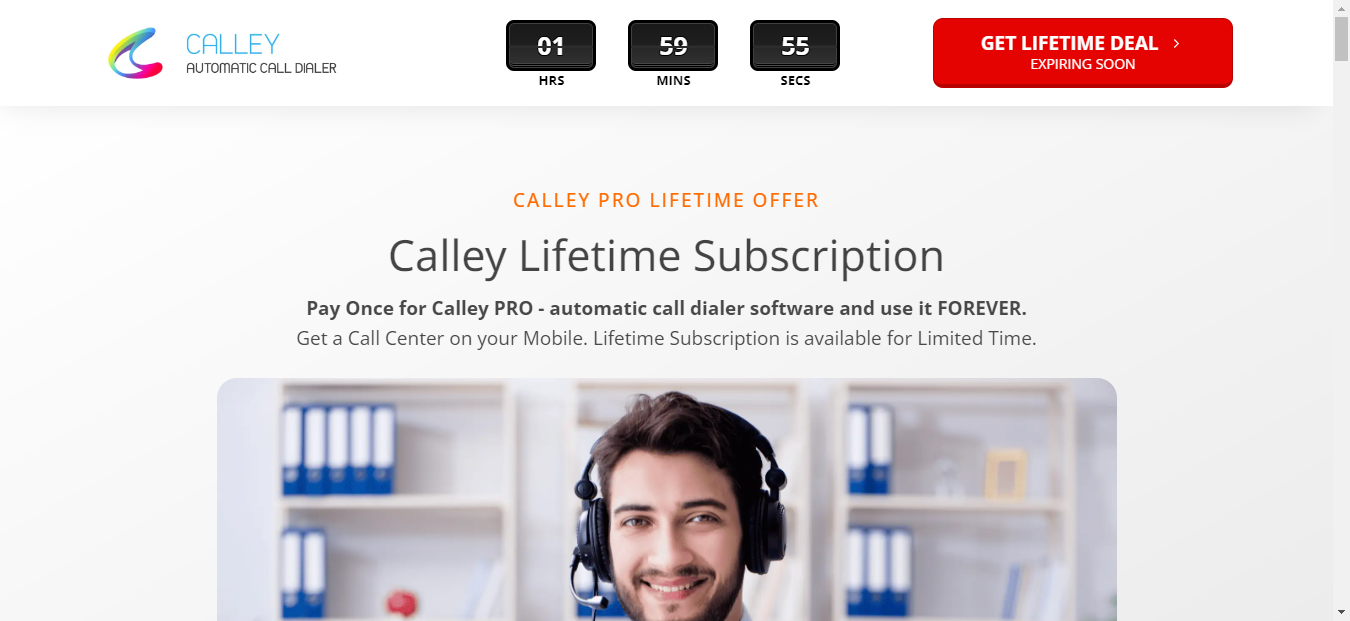 CALLEY
AUTOMATIC CALL DIALER
01 59 55
HRS MINS SECS
GET LIFETIME DEAL
EXPIRING SOON
CALLEY PRO LIFETIME OFFER
Calley Lifetime Subscription
Pay Once for Calley PRO - automatic call dialer software and use it FOREVER.
Get a Call Center on your Mobile. Lifetime Subscription is available for Limited Time.